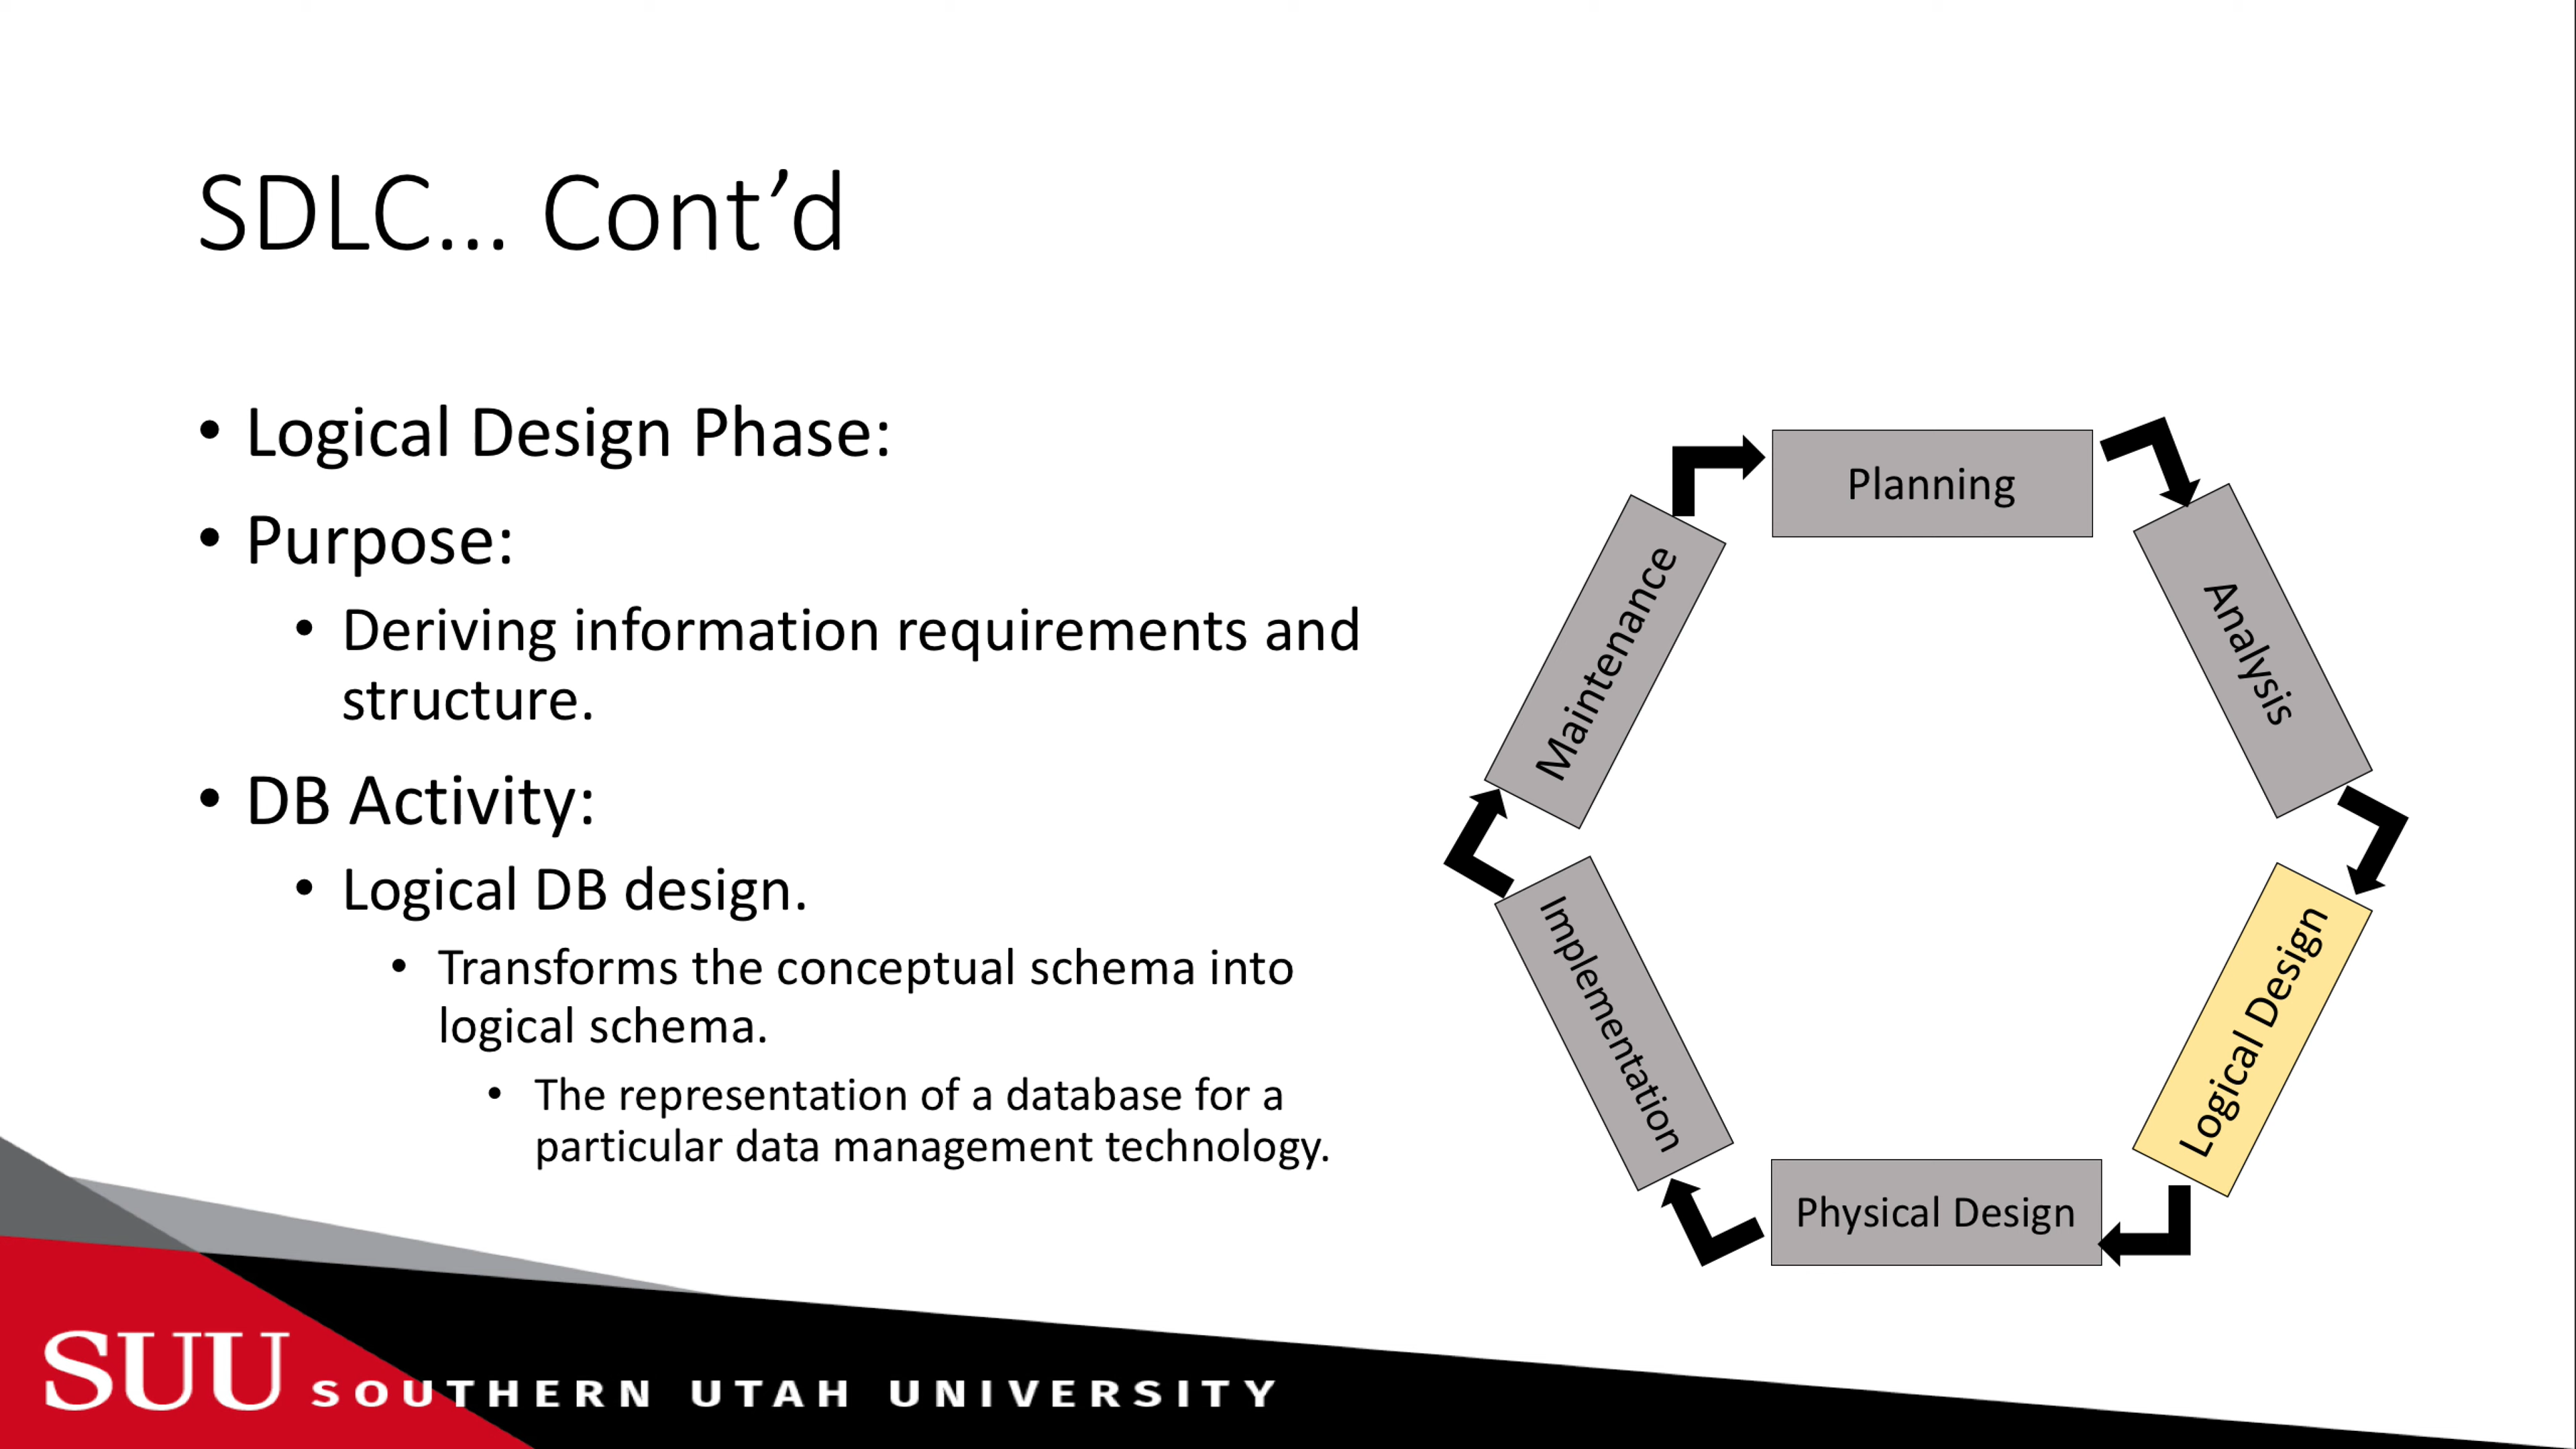 SDLC… Cont’d
• Logical Design Phase:
• Purpose:
• Deriving information requirements and
structure.
• DB Activity:
• Logical DB design.
• Transforms the conceptual schema into
logical schema.
• The representation of a database for a
particular data management technology.
Planning
Analysis
Logical Design
Physical Design
Implementation
Maintenance
SUU SOUTHERN UTAH UNIVERSITY